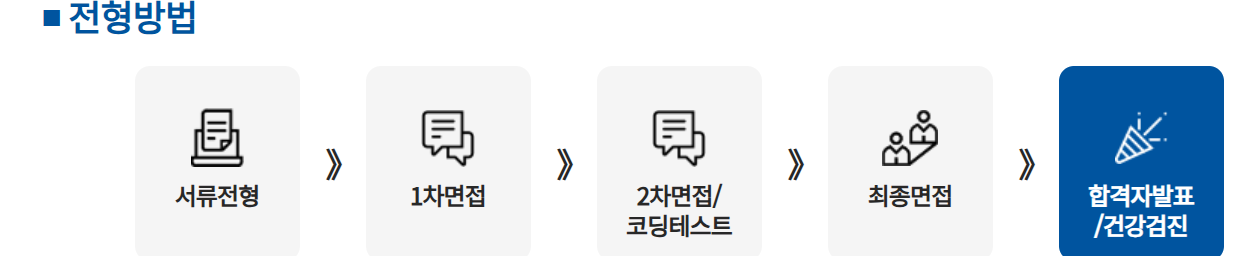 ■ 전형방법
서류전형
》
1차면접
》
2차면접/
코딩테스트
》
최종면접
》
합격자발표
/건강검진